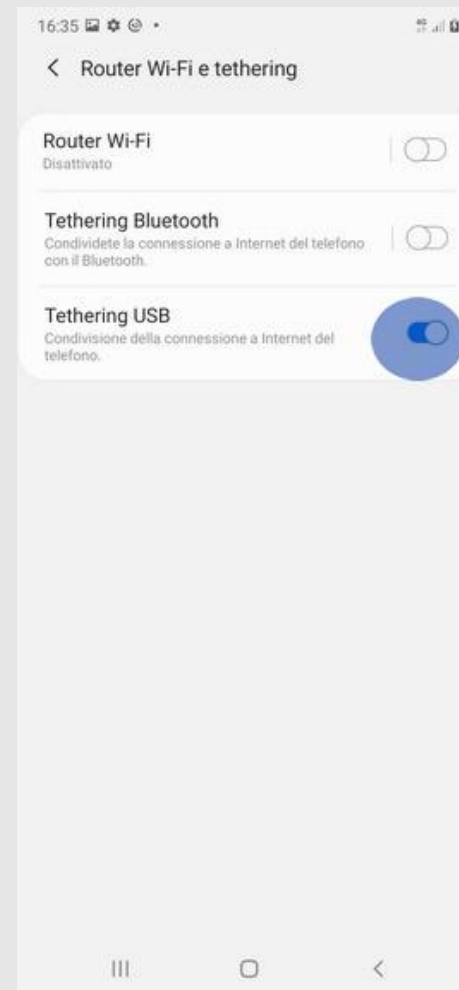 16:35
Router Wi-Fi e tethering
Router Wi-Fi
Disattivato
Tethering Bluetooth
Condividete la connessione a Internet del telefono
con il Bluetooth.
Tethering USB
Condivisione della connessione a Internet del
telefono.